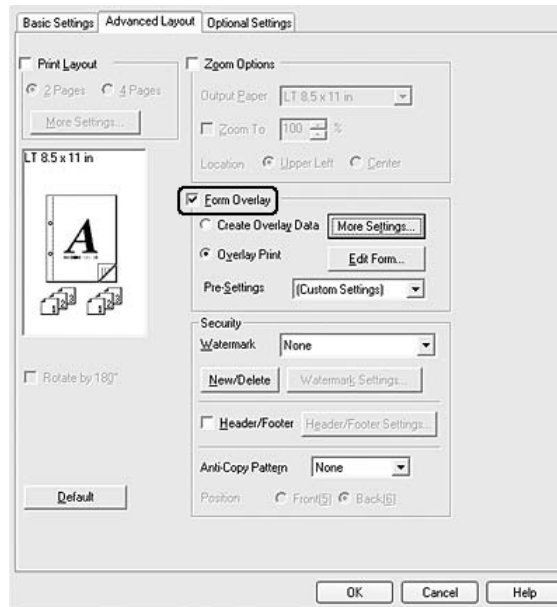 Basic Settings Advanced Layout Optional Settings
Print Layout
2 Pages 4 Pages
More Settings...
LT 8.5 x 11 in
A
Rotate by 180°
Default
Zoom Options
Output Paper LT 8.5 x 11 in
Zoom To 100 %
Location Upper Left Center
Form Overlay
Create Overlay Data More Settings...
Overlay Print Edit Form...
Pre-Settings (Custom Settings)
Security
Watermark None
New/Delete Watermark Settings...
Header/Footer Header/Footer Settings...
Anti-Copy Pattern None
Position Front[5] Back[6]
OK Cancel Help